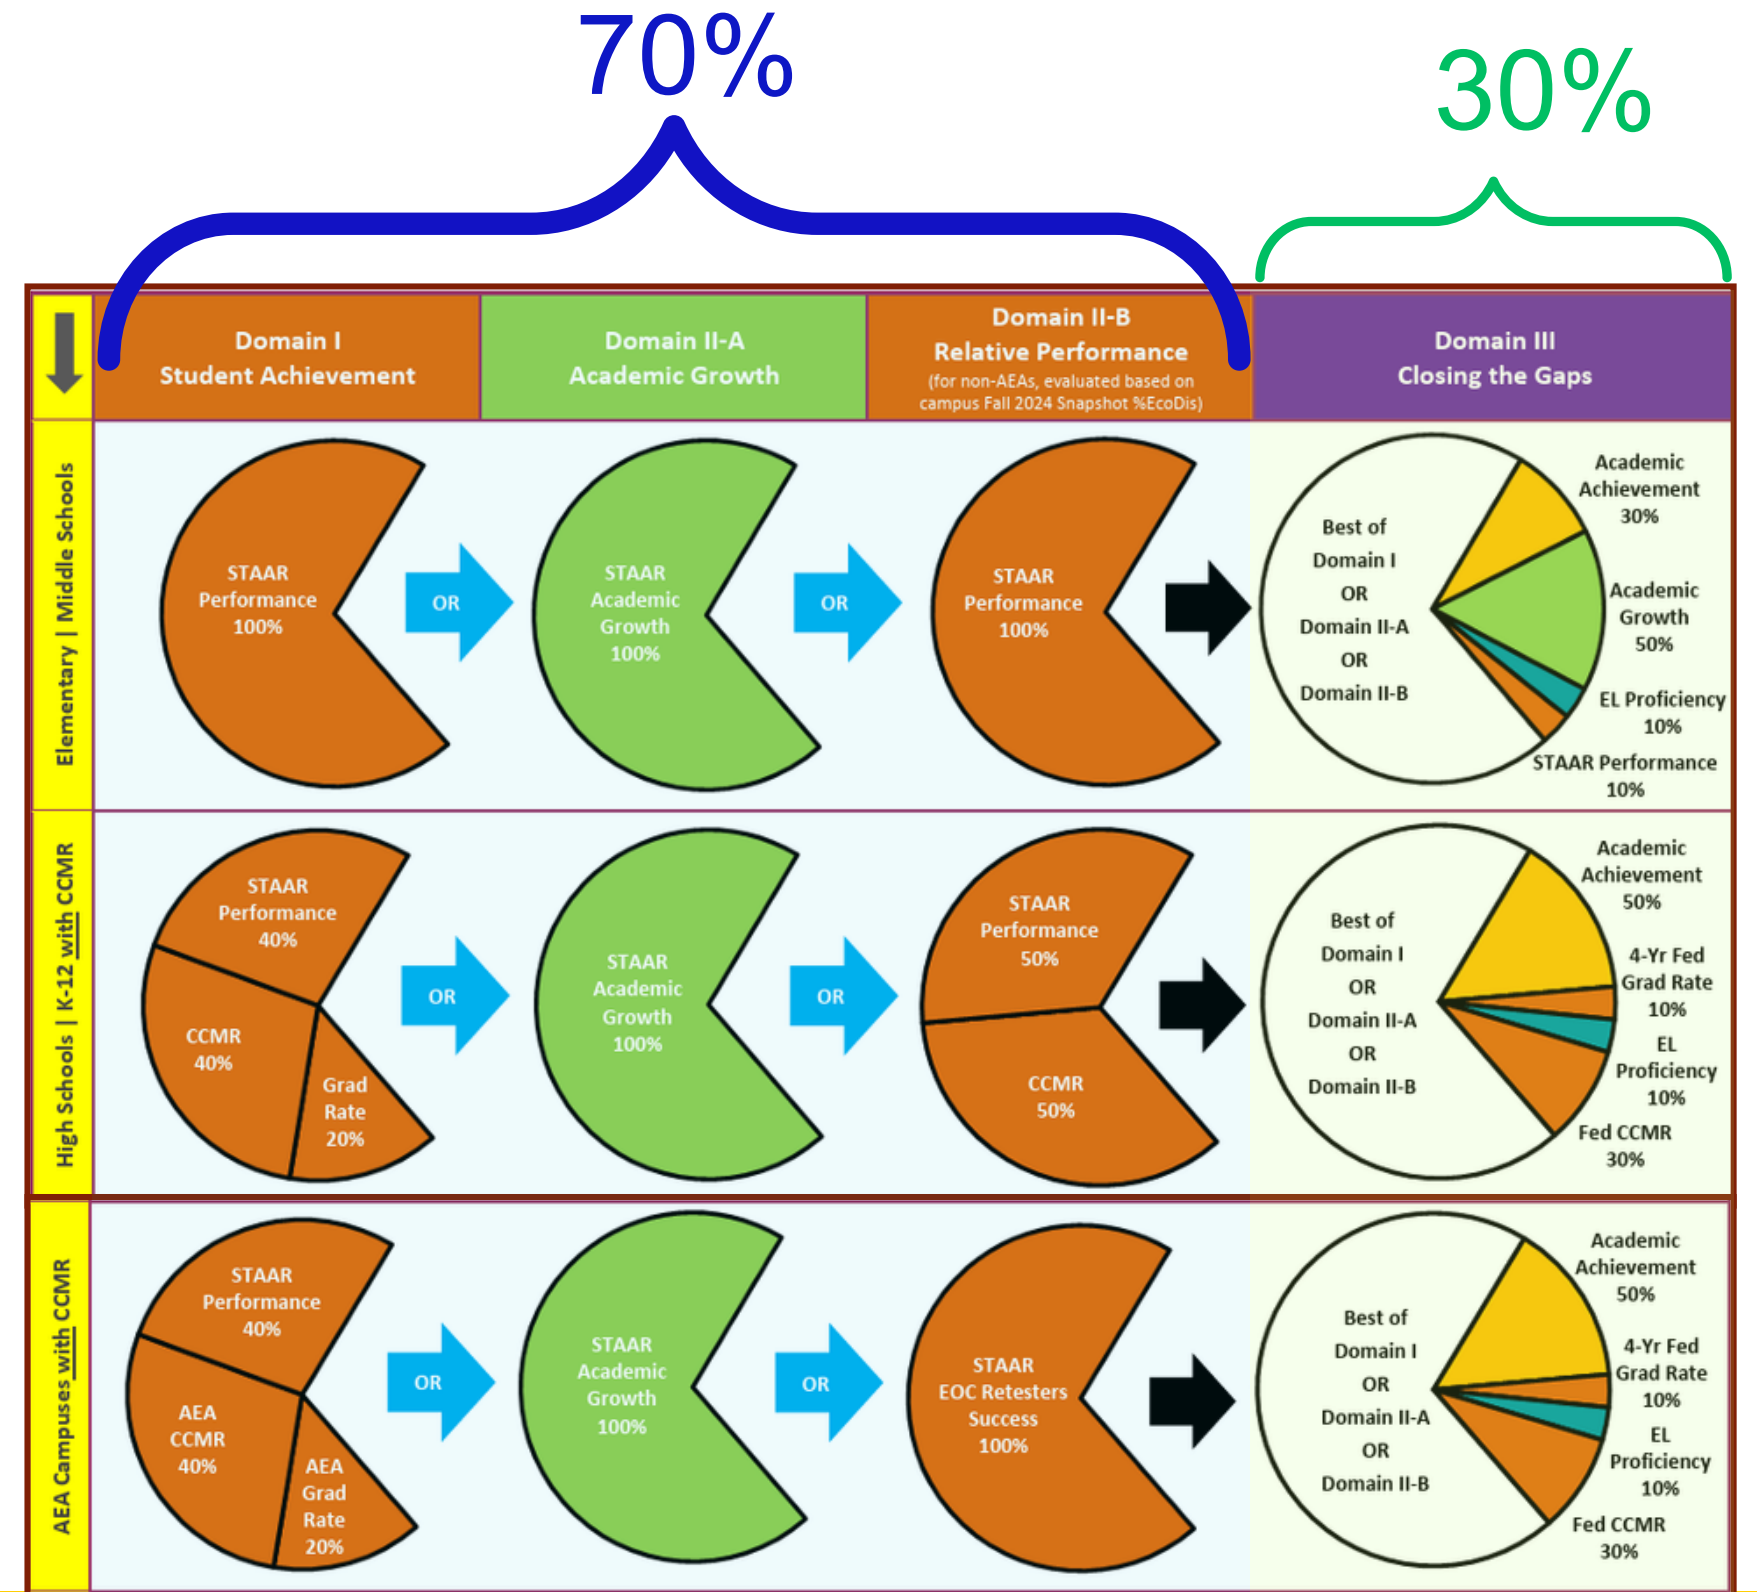 70%
30%
Domain I
Student Achievement
Domain II-A
Academic Growth
Domain II-B
Relative Performance
(for non-AEAs, evaluated based on
campus Fall 2024 Snapshot %EcoDis)
Domain III
Closing the Gaps
Elementary | Middle Schools
STAAR
Performance
100%
OR
STAAR
Academic
Growth
100%
OR
STAAR
Performance
100%
Best of
Domain I
OR
Domain II-A
OR
Domain II-B
Academic
Achievement
30%
Academic
Growth
50%
EL Proficiency
10%
STAAR Performance
10%
High Schools | K-12 with CCMR
STAAR
Performance
40%
CCMR
40%
Grad
Rate
20%
OR
STAAR
Academic
Growth
100%
OR
STAAR
Performance
50%
CCMR
50%
Best of
Domain I
OR
Domain II-A
OR
Domain II-B
Academic
Achievement
50%
4-Yr Fed
Grad Rate
10%
EL
Proficiency
10%
Fed CCMR
30%
AEA Campuses with CCMR
STAAR
Performance
40%
AEA
CCMR
40%
AEA
Grad
Rate
20%
OR
STAAR
Academic
Growth
100%
OR
STAAR
EOC Retesters
Success
100%
Best of
Domain I
OR
Domain II-A
OR
Domain II-B
Academic
Achievement
50%
4-Yr Fed
Grad Rate
10%
EL
Proficiency
10%
Fed CCMR
30%